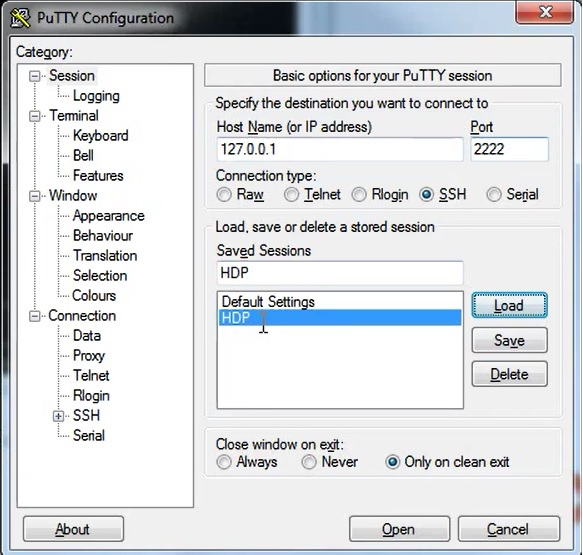 PuTTY Configuration
Category:
Session
Logging
Terminal
Keyboard
Bell
Features
Window
Appearance
Behaviour
Translation
Selection
Colours
Connection
Data
Proxy
Telnet
Rlogin
SSH
Serial
Basic options for your PuTTY session
Specify the destination you want to connect to
Host Name (or IP address) Port
127.0.0.1 2222
Connection type:
Raw Telnet Rlogin SSH Serial
Load, save or delete a stored session
Saved Sessions
HDP
Default Settings
HDP
Load
Save
Delete
Close window on exit:
Always Never Only on clean exit
About Open Cancel